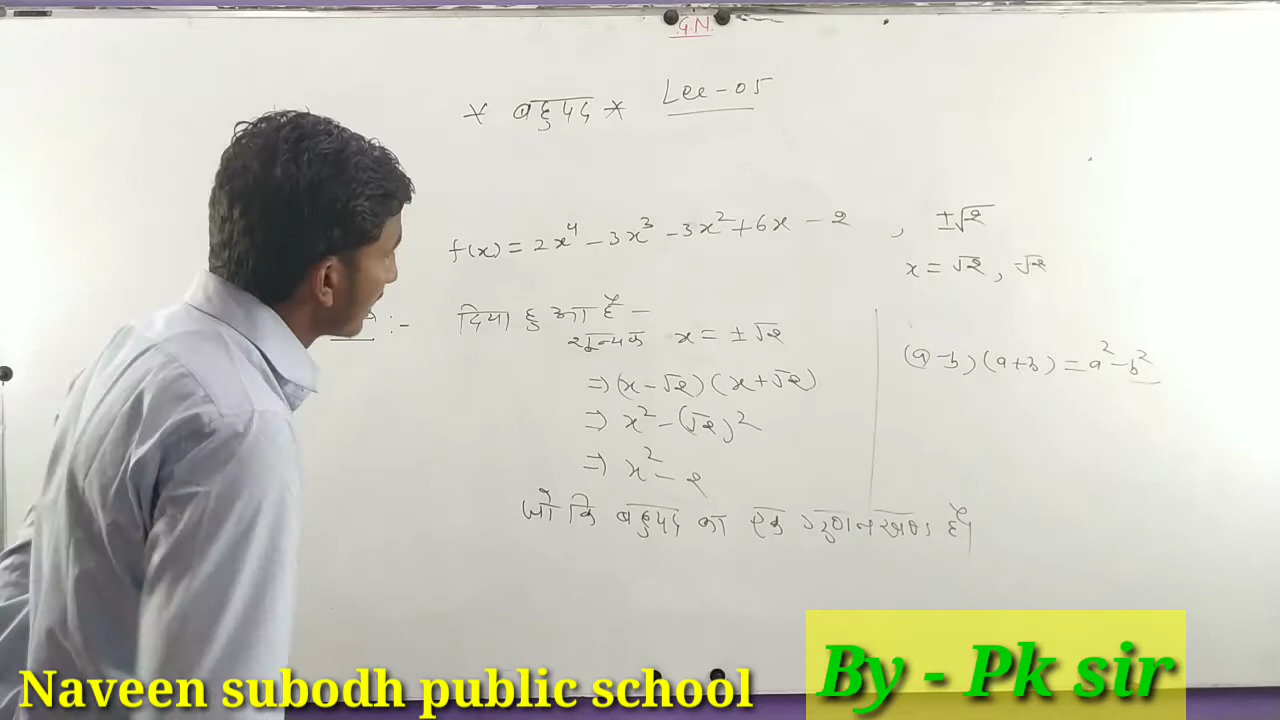 G.N.
* बहुपद * Lec-05
f(x) = 2x⁴ - 3x³ - 3x² + 6x - 2 , ±√2
x = √2, -√2
:- दिया हुआ है -
शून्यक x = ±√2
⇒ (x-√2) (x+√2)
(a-b) (a+b) = a² - b²
⇒ x² - (√2)²
⇒ x² - 2
जो कि बहुपद का एक गुणनखण्ड है।
Naveen subodh public school
By - Pk sir